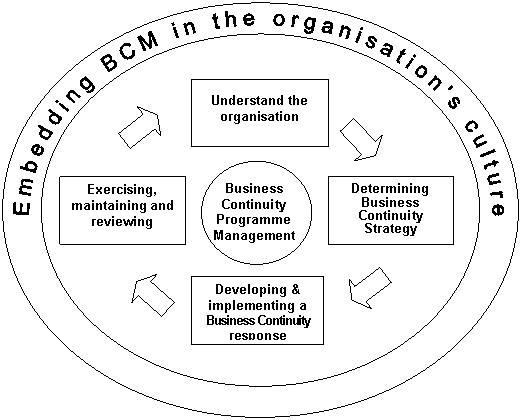 Embedding BCM in the organisation's culture
Understand the
organisation
Exercising,
maintaining and
reviewing
Business
Continuity
Programme
Management
Determining
Business
Continuity
Strategy
Developing &
implementing a
Business Continuity
response